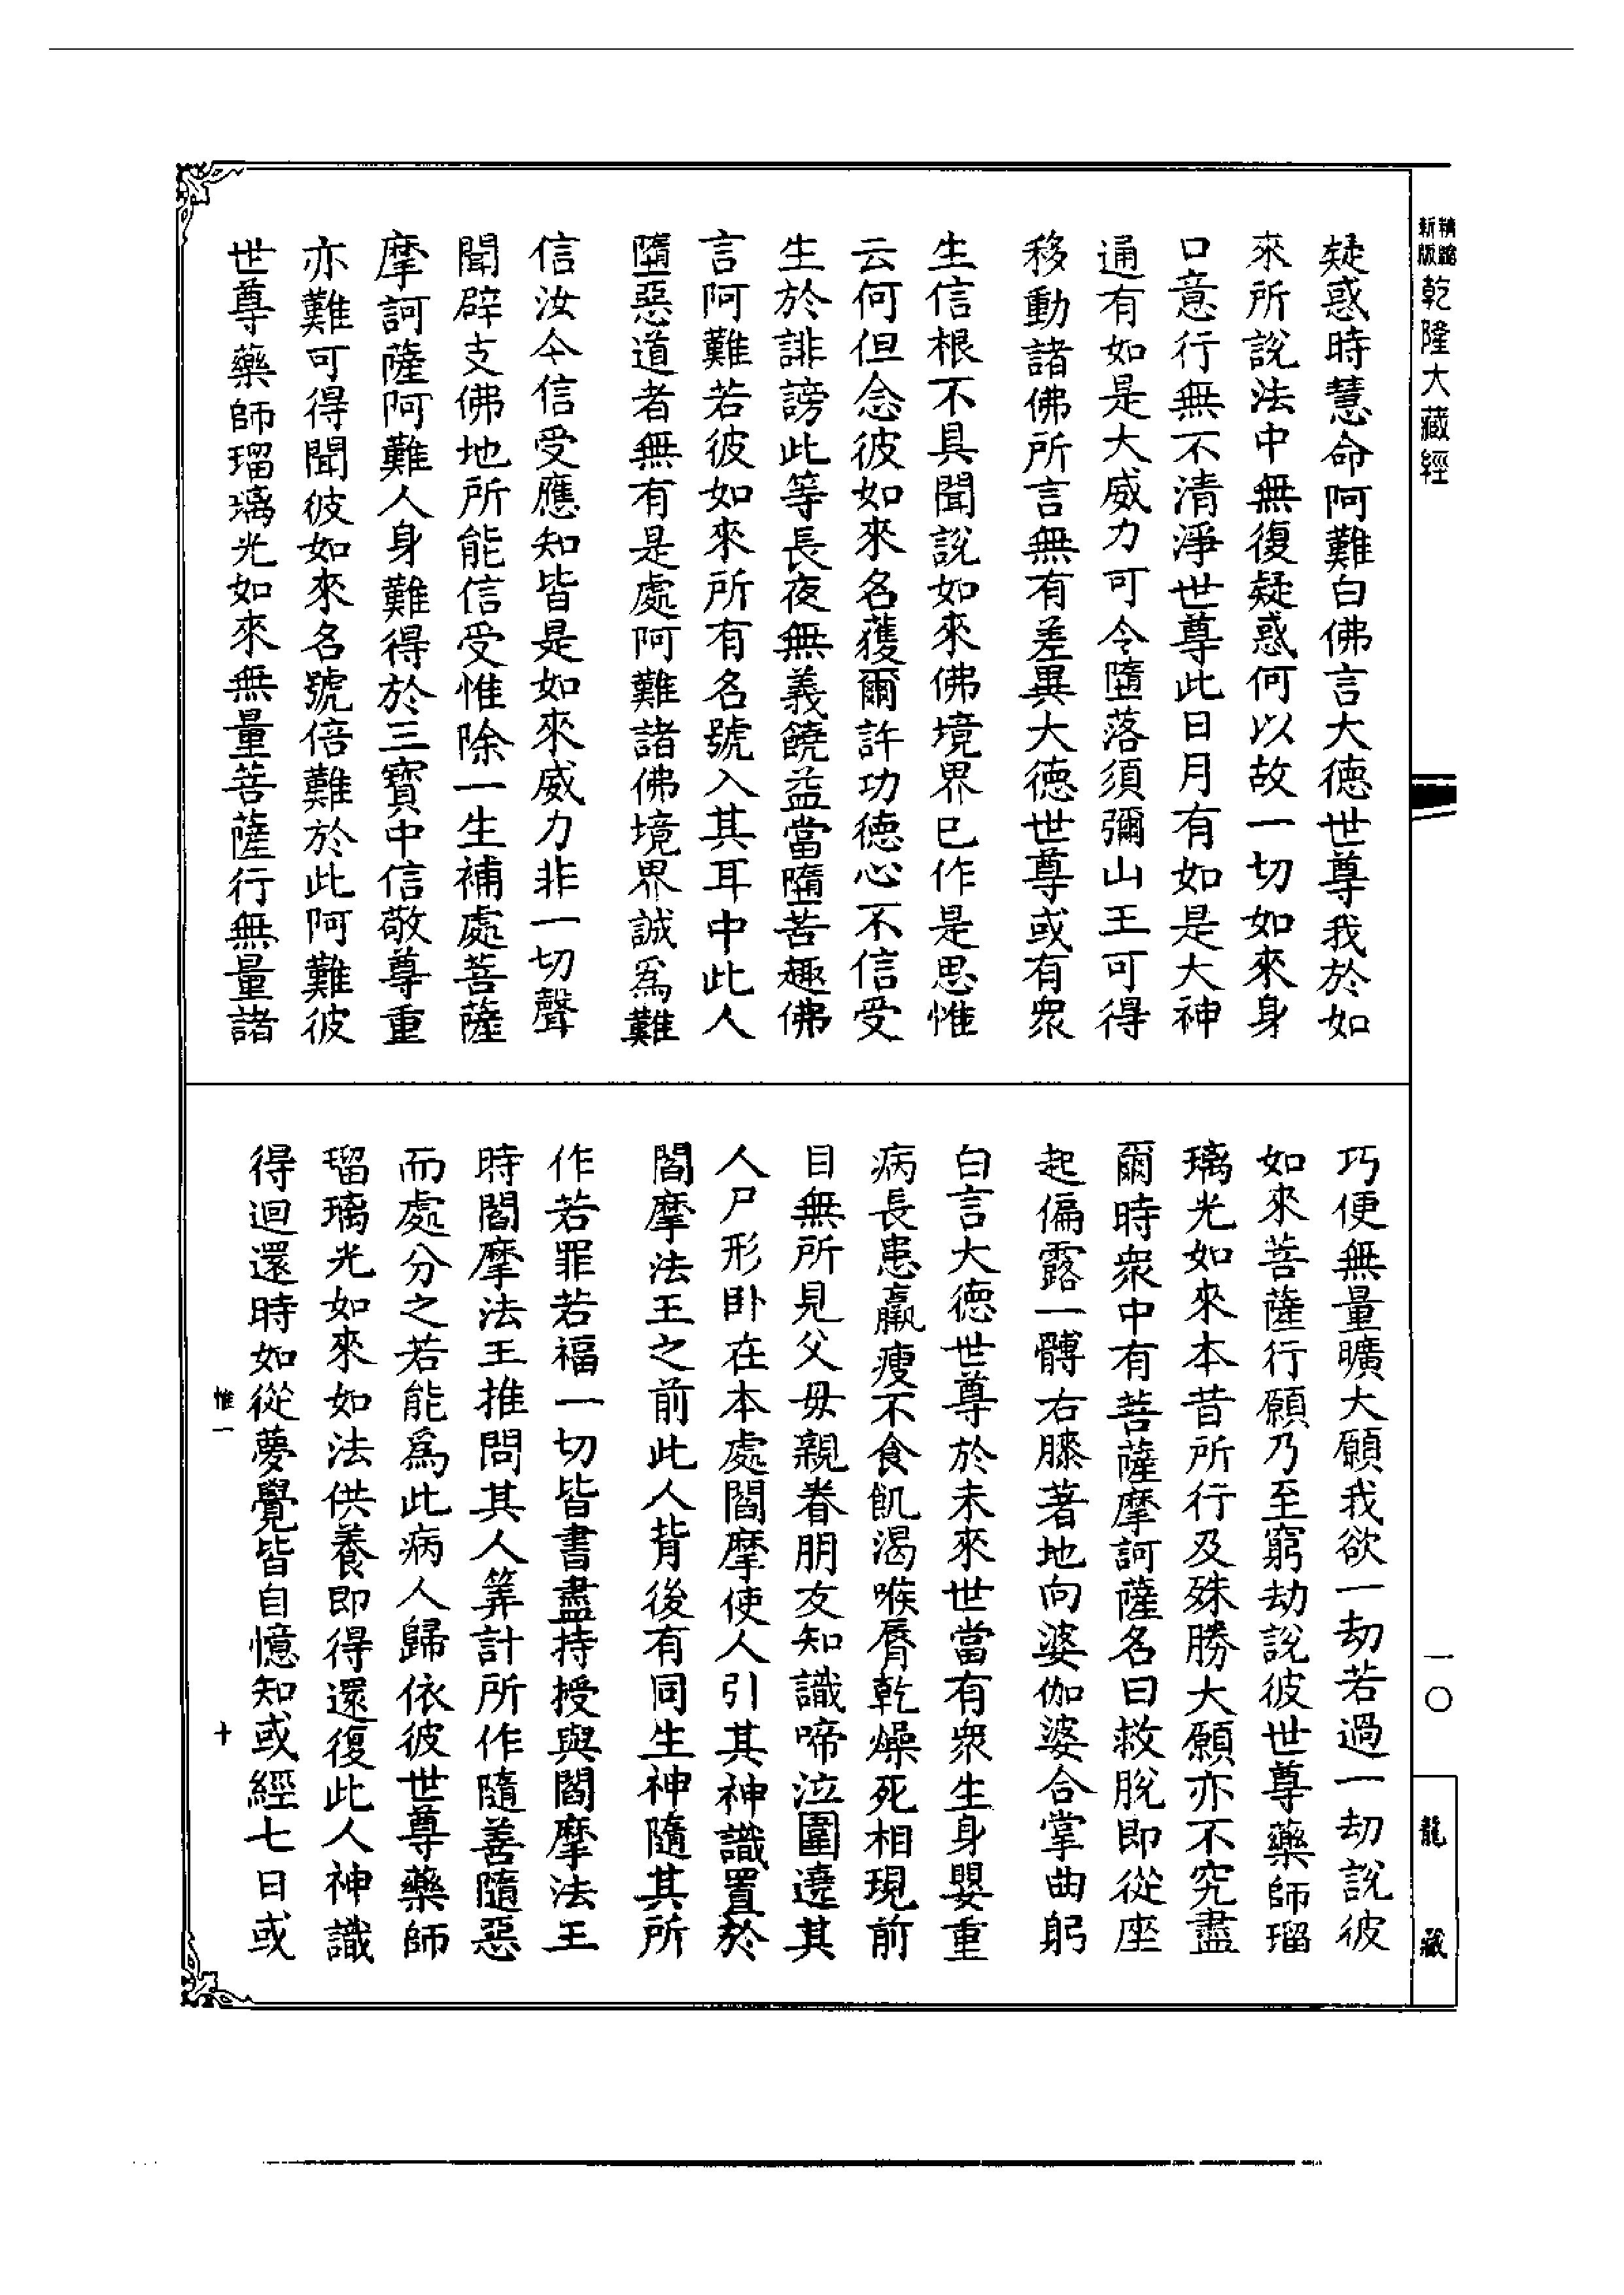 精縮新版乾隆大藏經
疑惑時慧命阿難白佛言大德世尊我於如
來所說法中無復疑惑何以故一切如來身
口意行無不清淨世尊此日月有如是大神
通有如是大威力可令墮落須彌山王可得
移動諸佛所言無有差異大德世尊或有衆
生信根不具聞說如來佛境界已作是思惟
云何但念彼如來名獲爾許功德心不信受
生於誹謗此等長夜無義饒益當墮苦趣佛
言阿難若彼如來所有名號入其耳中此人
墮惡道者無有是處阿難諸佛境界誠爲難
信汝今信受應知皆是如來威力非一切聲
聞辟支佛地所能信受惟除一生補處菩薩
摩訶薩阿難人身難得於三寶中信敬尊重
亦難可得聞彼如來名號倍難於此阿難彼
世尊藥師瑠璃光如來無量菩薩行無量諸
巧便無量曠大願我欲一劫若過一劫說彼
如來菩薩行願乃至窮劫說彼世尊藥師瑠
璃光如來本昔所行及殊勝大願亦不究盡
爾時衆中有菩薩摩訶薩名曰救脫即從座
起偏露一髆右膝著地向婆伽婆合掌曲躬
白言大德世尊於未來世當有衆生身嬰重
病長患羸瘦不食飢渴喉脣乾燥死相現前
目無所見父母親眷朋友知識啼泣圍遶其
人尸形臥在本處閻摩使人引其神識置於
閻摩法王之前此人背後有同生神隨其所
作若罪若福一切皆書盡持授與閻摩法王
時閻摩法王推問其人筭計所作隨善隨惡
而處分之若能爲此病人歸依彼世尊藥師
瑠璃光如來如法供養即得還復此人神識
得迴還時如從夢覺皆自憶知或經七日或
惟一
十
一〇
龍藏